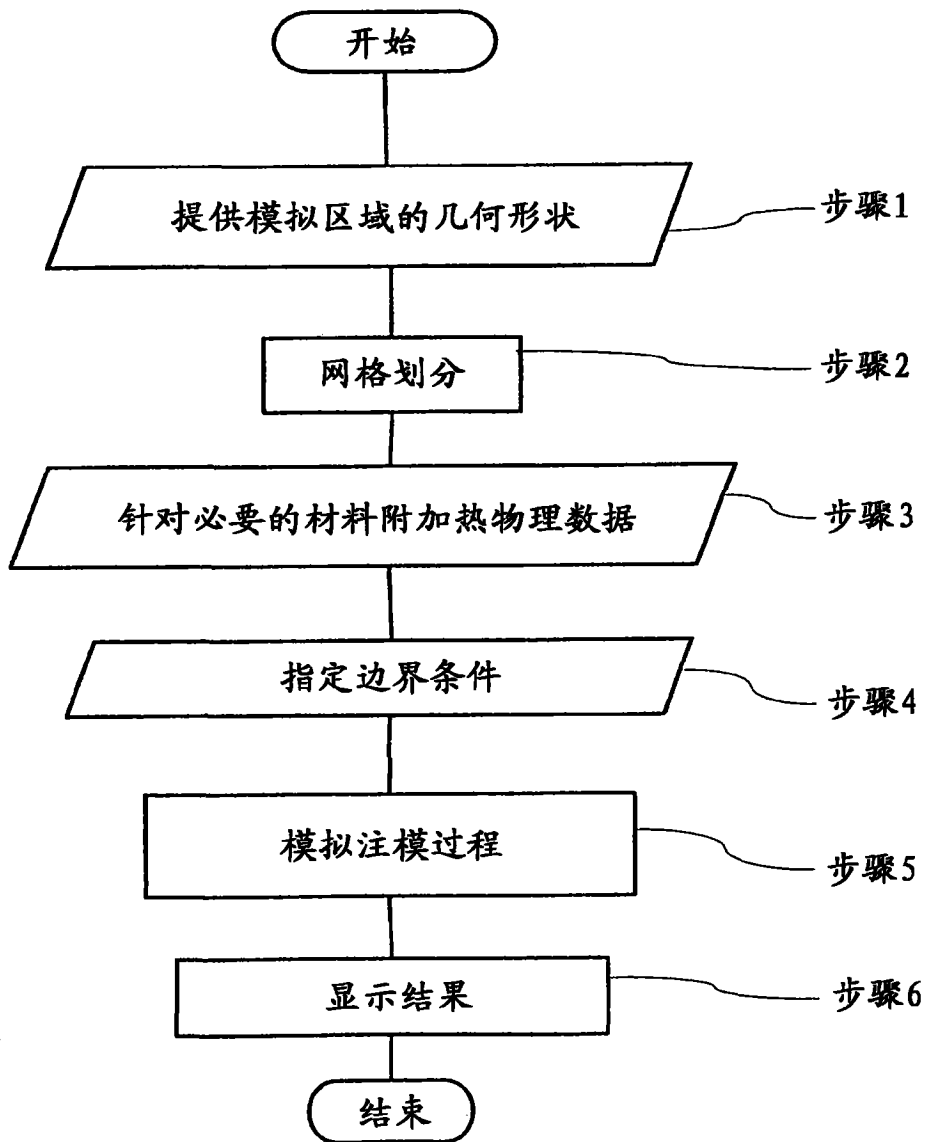 开始
提供模拟区域的几何形状
步骤1
网格划分
步骤2
针对必要的材料附加热物理数据
步骤3
指定边界条件
步骤4
模拟注模过程
步骤5
显示结果
步骤6
结束